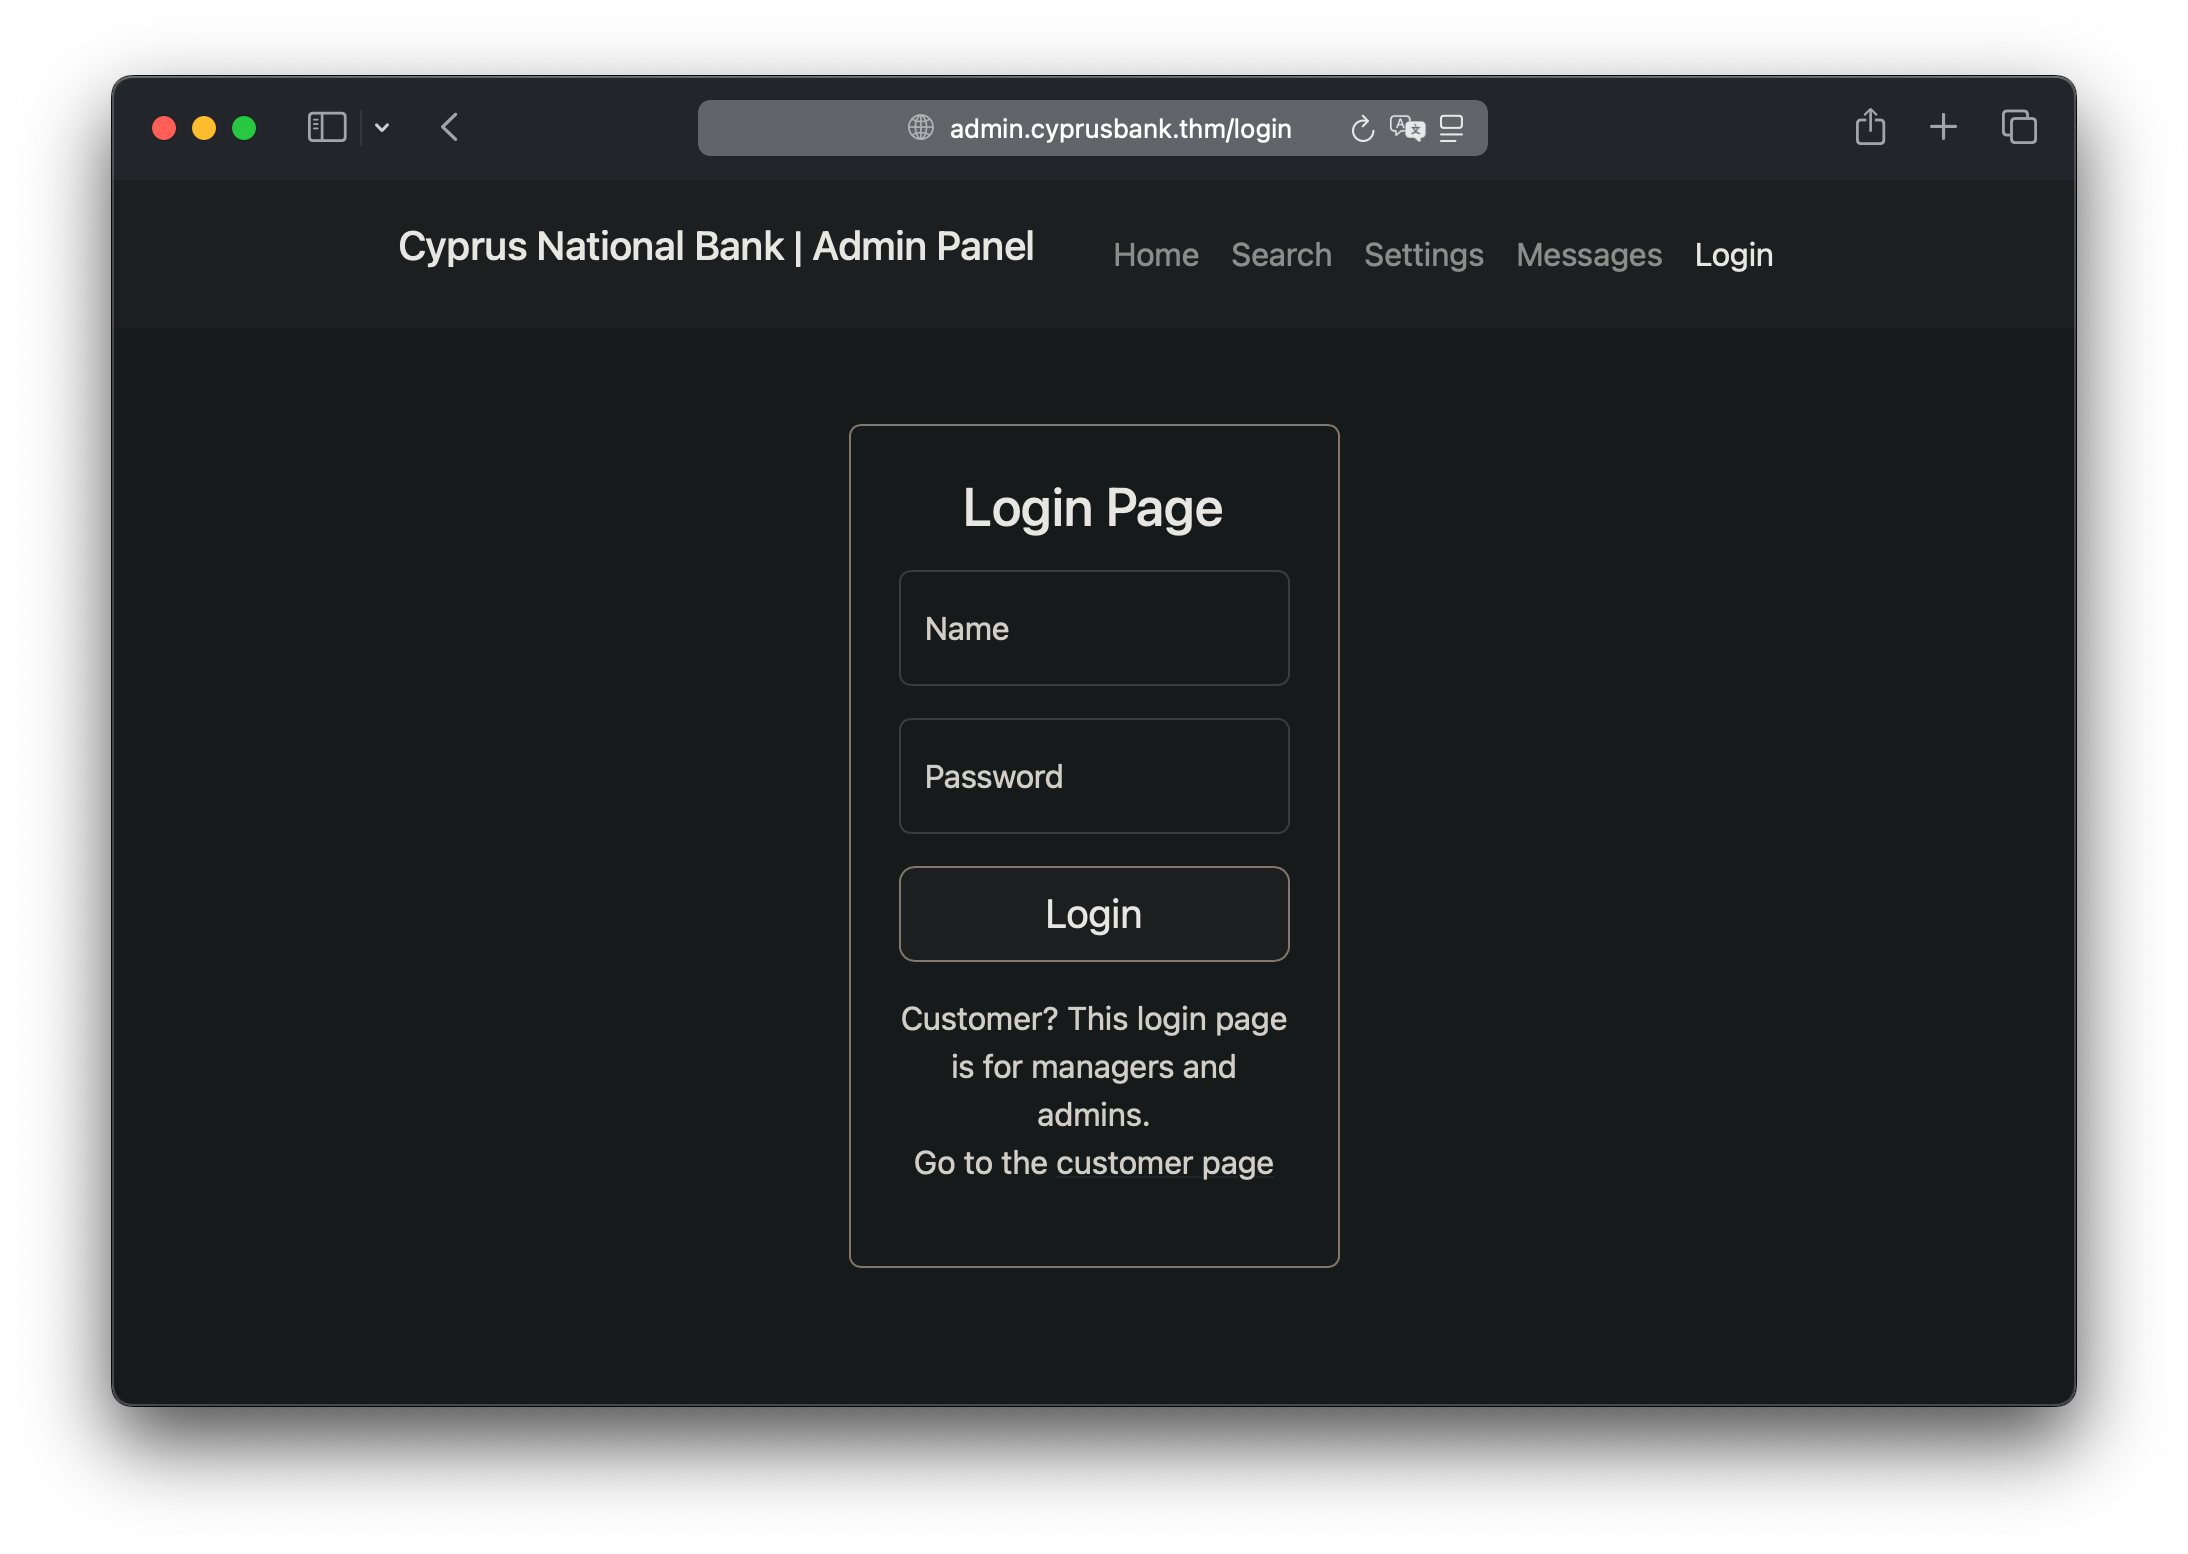 admin.cyprusbank.thm/login
Cyprus National Bank | Admin Panel
Home Search Settings Messages Login
Login Page
Name
Password
Login
Customer? This login page
is for managers and
admins.
Go to the customer page